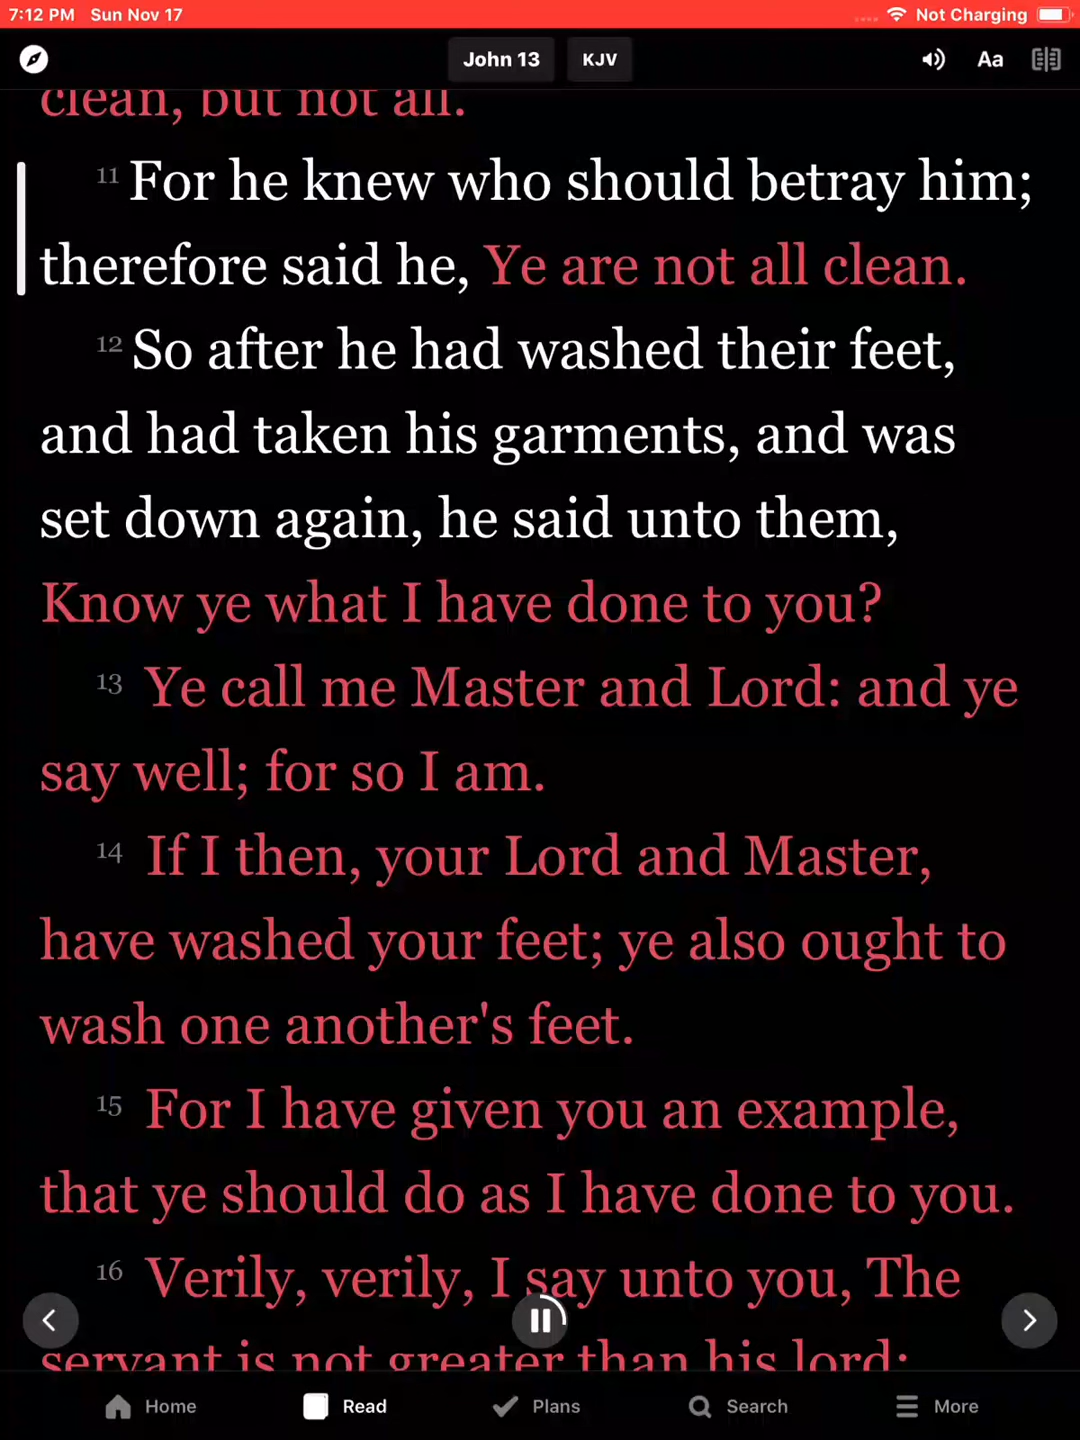 7:12 PM Sun Nov 17 Not Charging
John 13 KJV Aa
clean, but not all.
11 For he knew who should betray him;
therefore said he, Ye are not all clean.
12 So after he had washed their feet,
and had taken his garments, and was
set down again, he said unto them,
Know ye what I have done to you?
13 Ye call me Master and Lord: and ye
say well; for so I am.
14 If I then, your Lord and Master,
have washed your feet; ye also ought to
wash one another's feet.
15 For I have given you an example,
that ye should do as I have done to you.
16 Verily, verily, I say unto you, The
servant is not greater than his lord;
Home Read Plans Search More